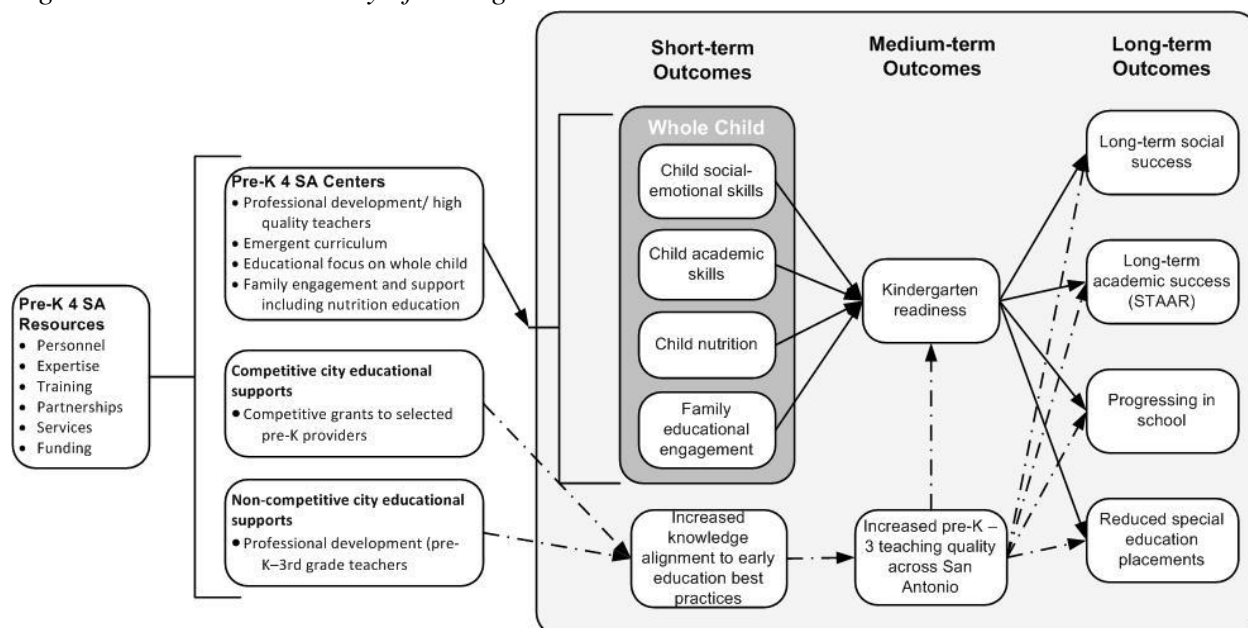 Short-term
Outcomes
Medium-term
Outcomes
Long-term
Outcomes
Pre-K 4 SA
Resources
• Personnel
• Expertise
• Training
• Partnerships
• Services
• Funding
Pre-K 4 SA Centers
• Professional development/ high
quality teachers
• Emergent curriculum
• Educational focus on whole child
• Family engagement and support
including nutrition education
Competitive city educational
supports
• Competitive grants to selected
pre-K providers
Non-competitive city educational
supports
• Professional development (pre-
K–3rd grade teachers
Whole Child
Child social-
emotional skills
Child academic
skills
Child nutrition
Family
educational
engagement
Increased
knowledge
alignment to early
education best
practices
Kindergarten
readiness
Increased pre-K –
3 teaching quality
across San
Antonio
Long-term social
success
Long-term
academic success
(STAAR)
Progressing in
school
Reduced special
education
placements